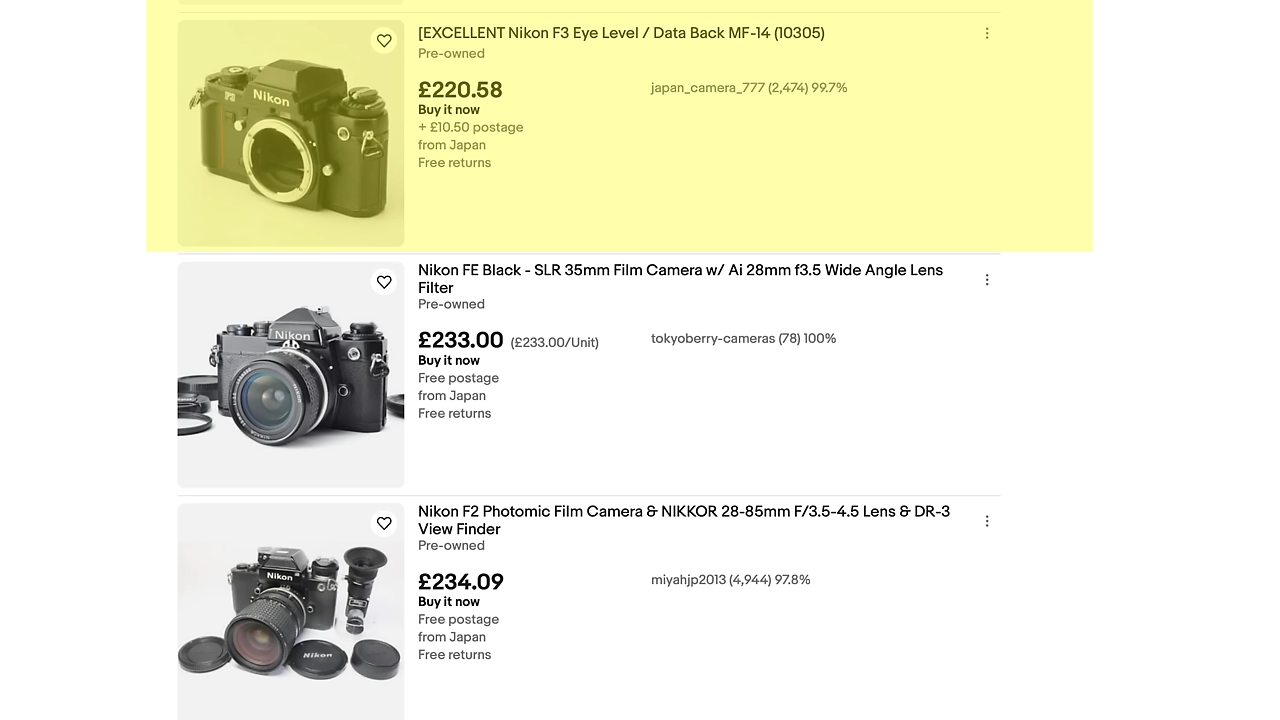 [EXCELLENT Nikon F3 Eye Level / Data Back MF-14 (10305)
Pre-owned
£220.58
japan_camera_777 (2,474) 99.7%
Buy it now
+ £10.50 postage
from Japan
Free returns
F3
Nikon
Nikon FE Black - SLR 35mm Film Camera w/ Ai 28mm f3.5 Wide Angle Lens
Filter
Pre-owned
£233.00 (£233.00/Unit)
tokyoberry-cameras (78) 100%
Buy it now
Free postage
from Japan
Free returns
Nikon
Nikon F2 Photomic Film Camera & NIKKOR 28-85mm F/3.5-4.5 Lens & DR-3
View Finder
Pre-owned
£234.09
miyahjp2013 (4,944) 97.8%
Buy it now
Free postage
from Japan
Free returns
Nikon
Nikon